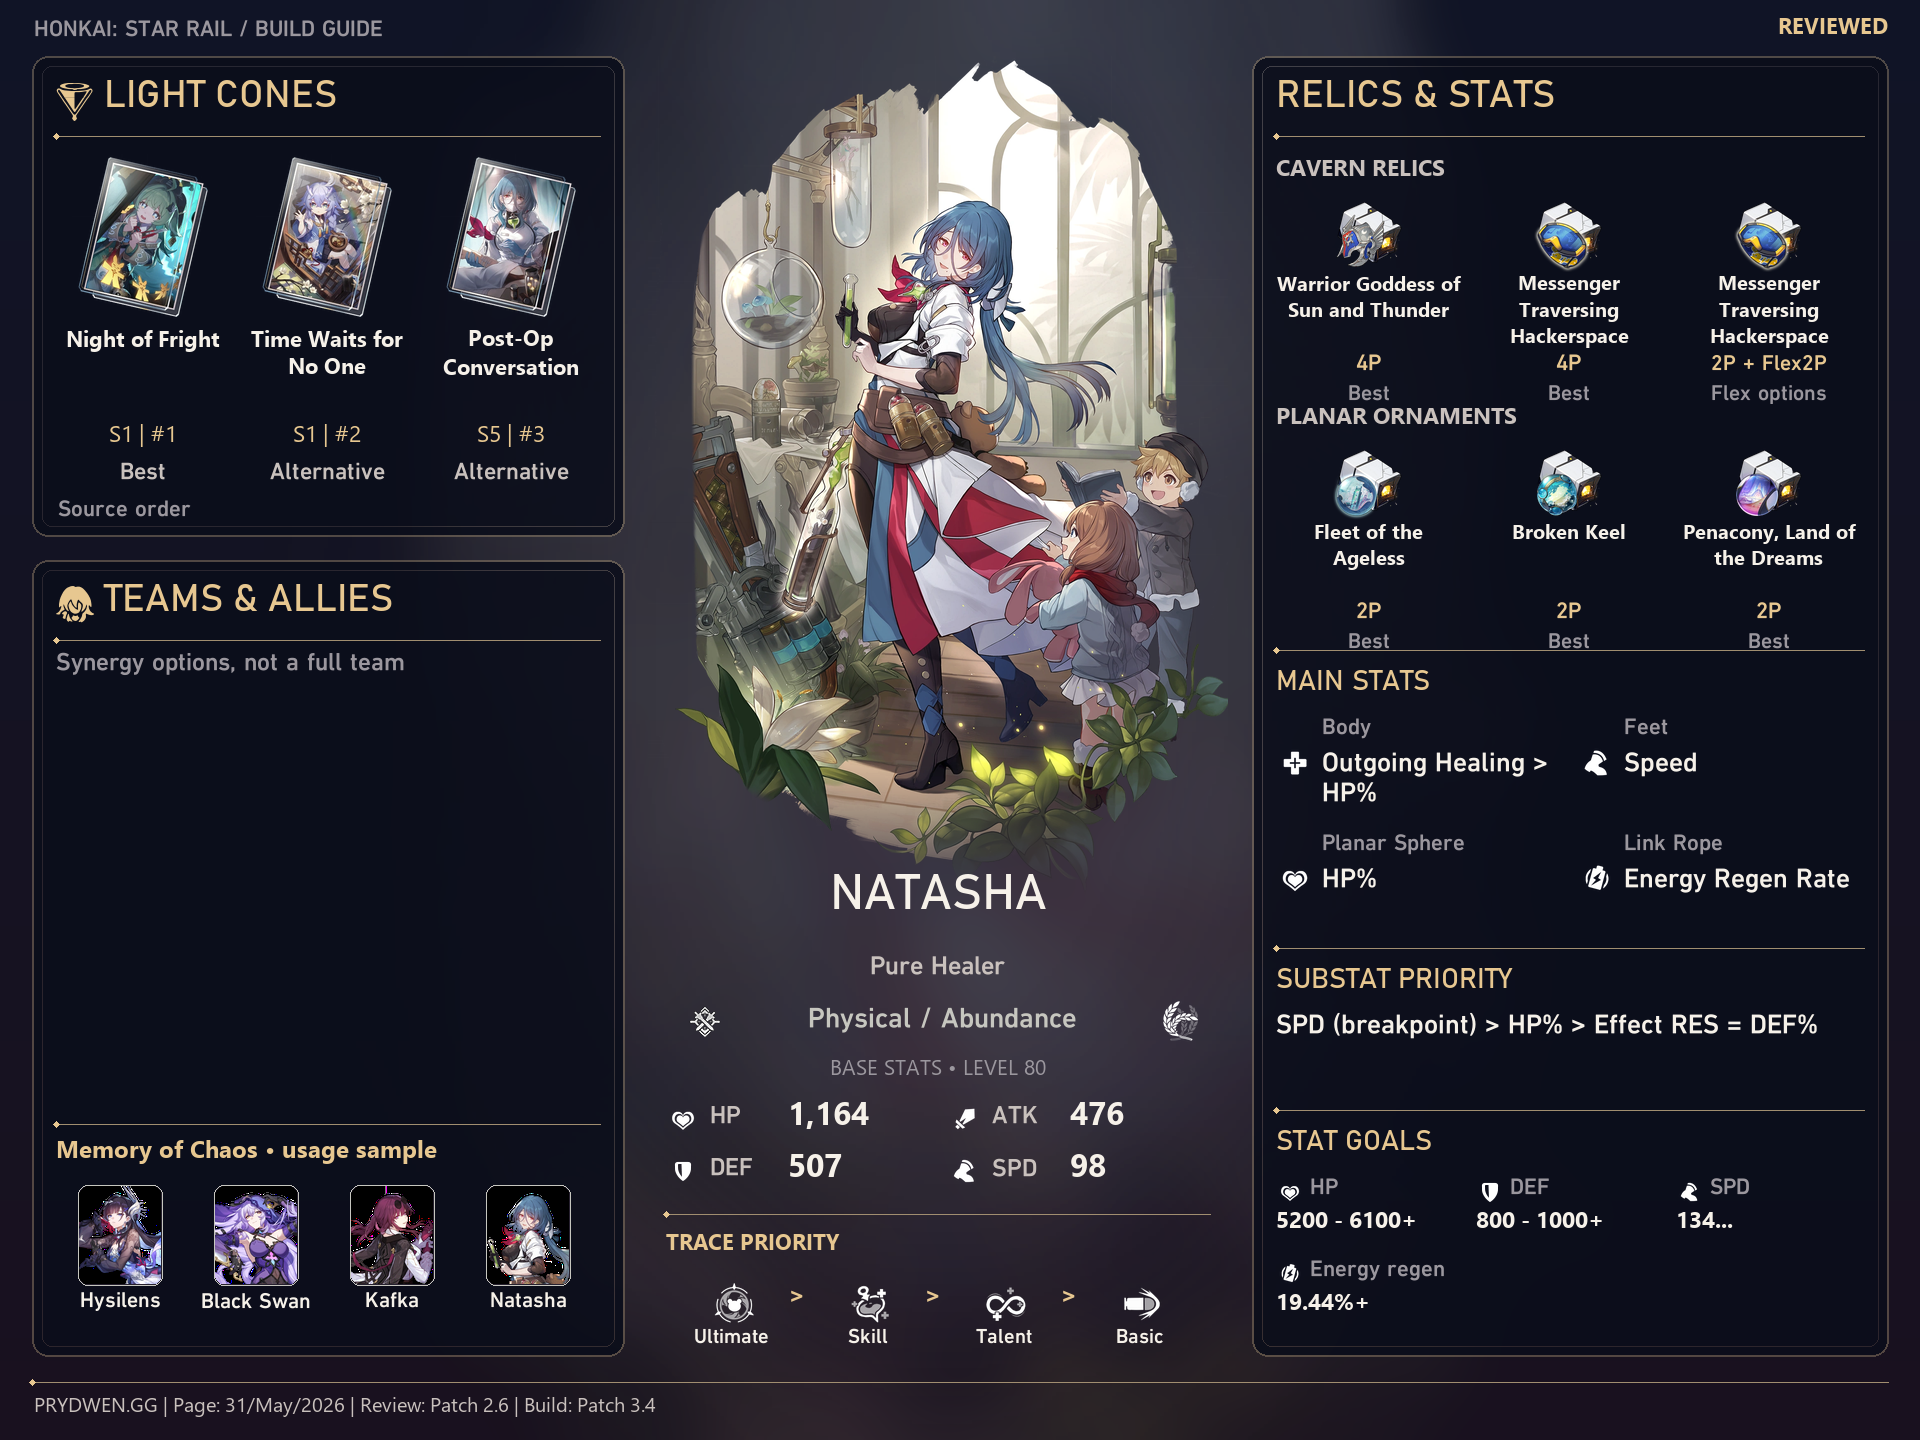 HONKAI: STAR RAIL / BUILD GUIDE
REVIEWED
LIGHT CONES
Night of Fright
Time Waits for
No One
Post-Op
Conversation
S1 | #1
S1 | #2
S5 | #3
Best
Alternative
Alternative
Source order
TEAMS & ALLIES
Synergy options, not a full team
Memory of Chaos • usage sample
Hysilens
Black Swan
Kafka
Natasha
NATASHA
Pure Healer
Physical / Abundance
BASE STATS • LEVEL 80
HP 1,164
ATK 476
DEF 507
SPD 98
TRACE PRIORITY
Ultimate > Skill > Talent > Basic
RELICS & STATS
CAVERN RELICS
Warrior Goddess of
Sun and Thunder
4P
Best
Messenger
Traversing
Hackerspace
4P
Best
Messenger
Traversing
Hackerspace
2P + Flex2P
Flex options
PLANAR ORNAMENTS
Fleet of the
Ageless
2P
Best
Broken Keel
2P
Best
Penacony, Land of
the Dreams
2P
Best
MAIN STATS
Body
Outgoing Healing >
HP%
Feet
Speed
Planar Sphere
HP%
Link Rope
Energy Regen Rate
SUBSTAT PRIORITY
SPD (breakpoint) > HP% > Effect RES = DEF%
STAT GOALS
HP
5200 - 6100+
DEF
800 - 1000+
SPD
134...
Energy regen
19.44%+
PRYDWEN.GG | Page: 31/May/2026 | Review: Patch 2.6 | Build: Patch 3.4